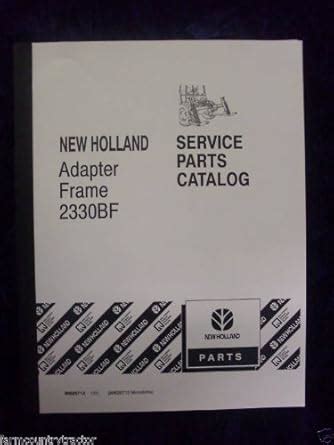 NEW HOLLAND
Adapter
Frame
2330BF
SERVICE
PARTS
CATALOG
NEW HOLLAND
PARTS
farmcountrytractor